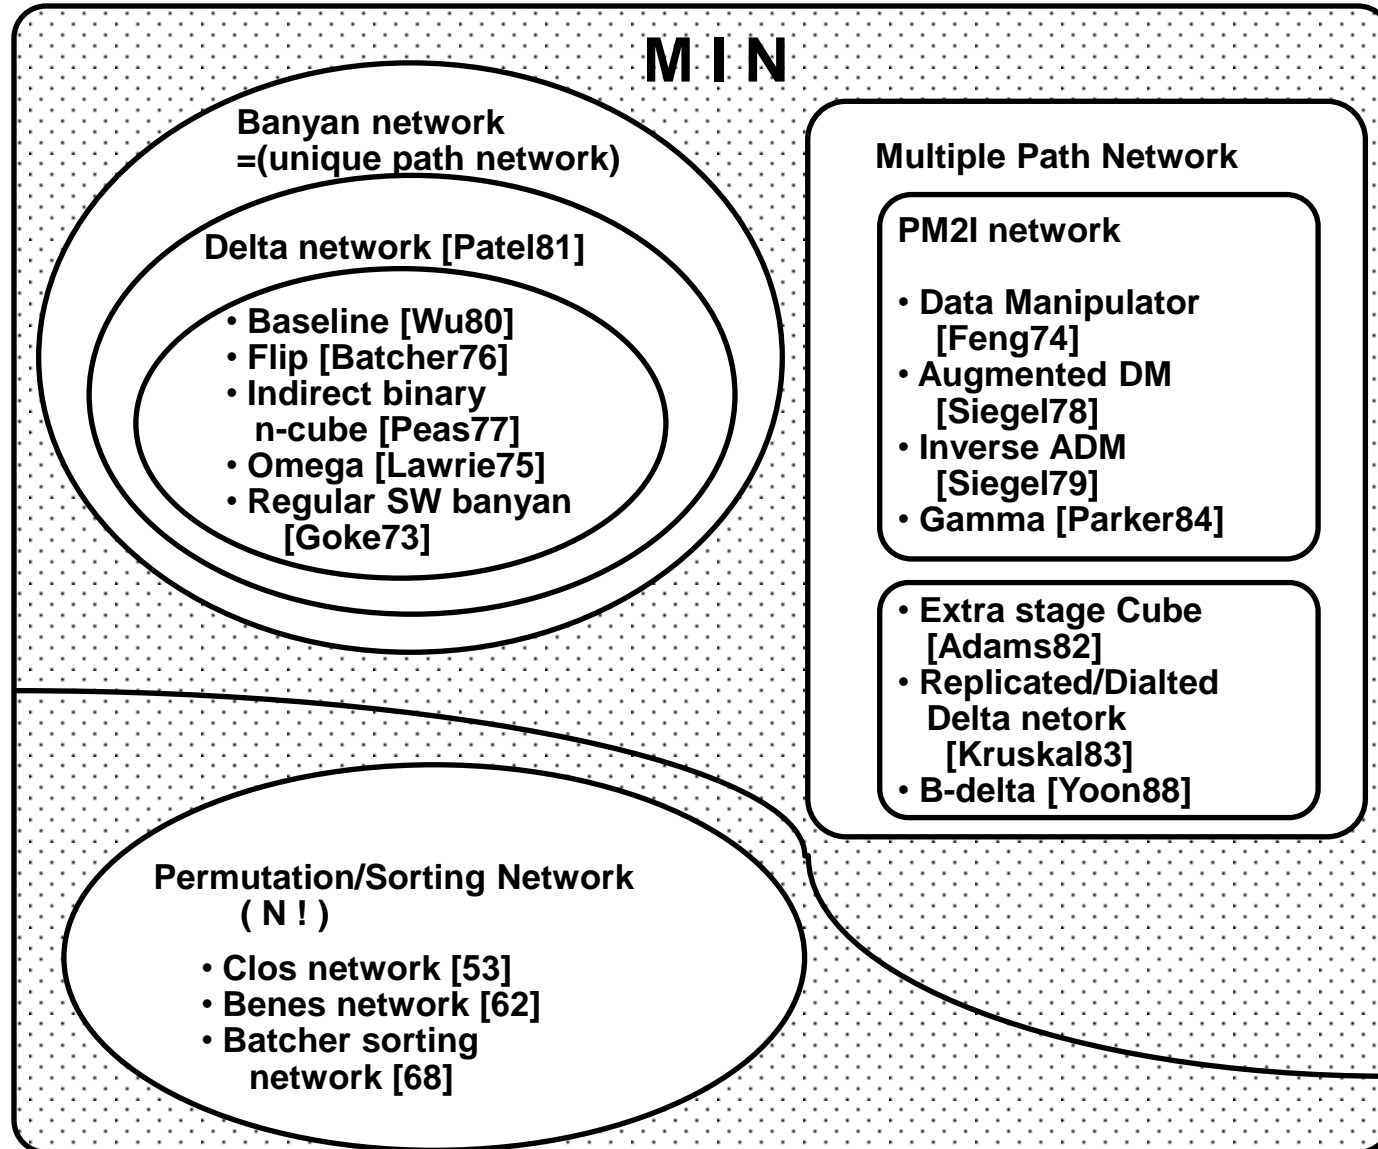 M I N
Banyan network
=(unique path network)
Delta network [Patel81]
• Baseline [Wu80]
• Flip [Batcher76]
• Indirect binary
n-cube [Peas77]
• Omega [Lawrie75]
• Regular SW banyan
[Goke73]
Multiple Path Network
PM2I network
• Data Manipulator
[Feng74]
• Augmented DM
[Siegel78]
• Inverse ADM
[Siegel79]
• Gamma [Parker84]
• Extra stage Cube
[Adams82]
• Replicated/Dialted
Delta netork
[Kruskal83]
• B-delta [Yoon88]
Permutation/Sorting Network
( N ! )
• Clos network [53]
• Benes network [62]
• Batcher sorting
network [68]